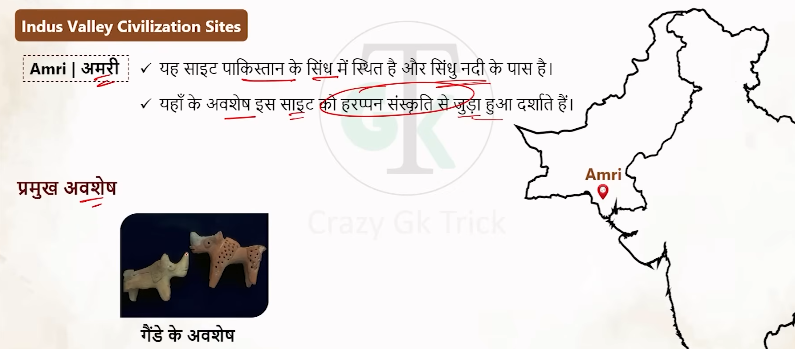 Indus Valley Civilization Sites
Amri | अमरी
✓ यह साइट पाकिस्तान के सिंध में स्थित है और सिंधु नदी के पास है।
✓ यहाँ के अवशेष इस साइट को हरप्पन संस्कृति से जुड़ा हुआ दर्शाते हैं।
Amri
प्रमुख अवशेष
GTK
Crazy Gk Trick
गैंडे के अवशेष